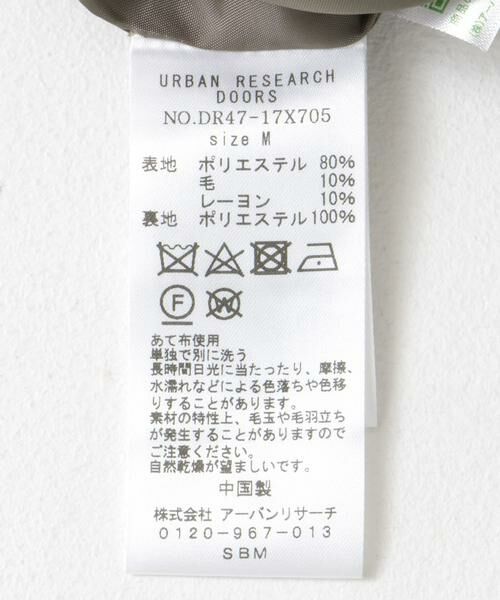 URBAN RESEARCH
DOORS
NO.DR47-17X705
size M
表地 ポリエステル 80%
毛 10%
レーヨン 10%
裏地 ポリエステル100%
F W
あて布使用
単独で別に洗う
長時間日光に当たったり、摩擦、
水濡れなどによる色落ちや色移
りすることがあります。
素材の特性上、毛玉や毛羽立ち
が発生することがありますので
ご注意ください。
自然乾燥が望ましいです。
中国製
株式会社 アーバンリサーチ
0120-967-013
SBM